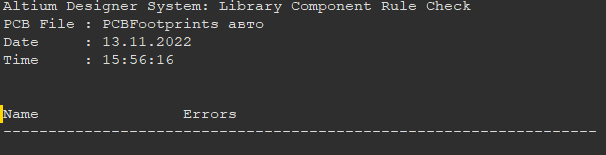 Altium Designer System: Library Component Rule Check
PCB File : PCBFootprints авто
Date     : 13.11.2022
Time     : 15:56:16
Name                Errors
------------------------------------------------------------------